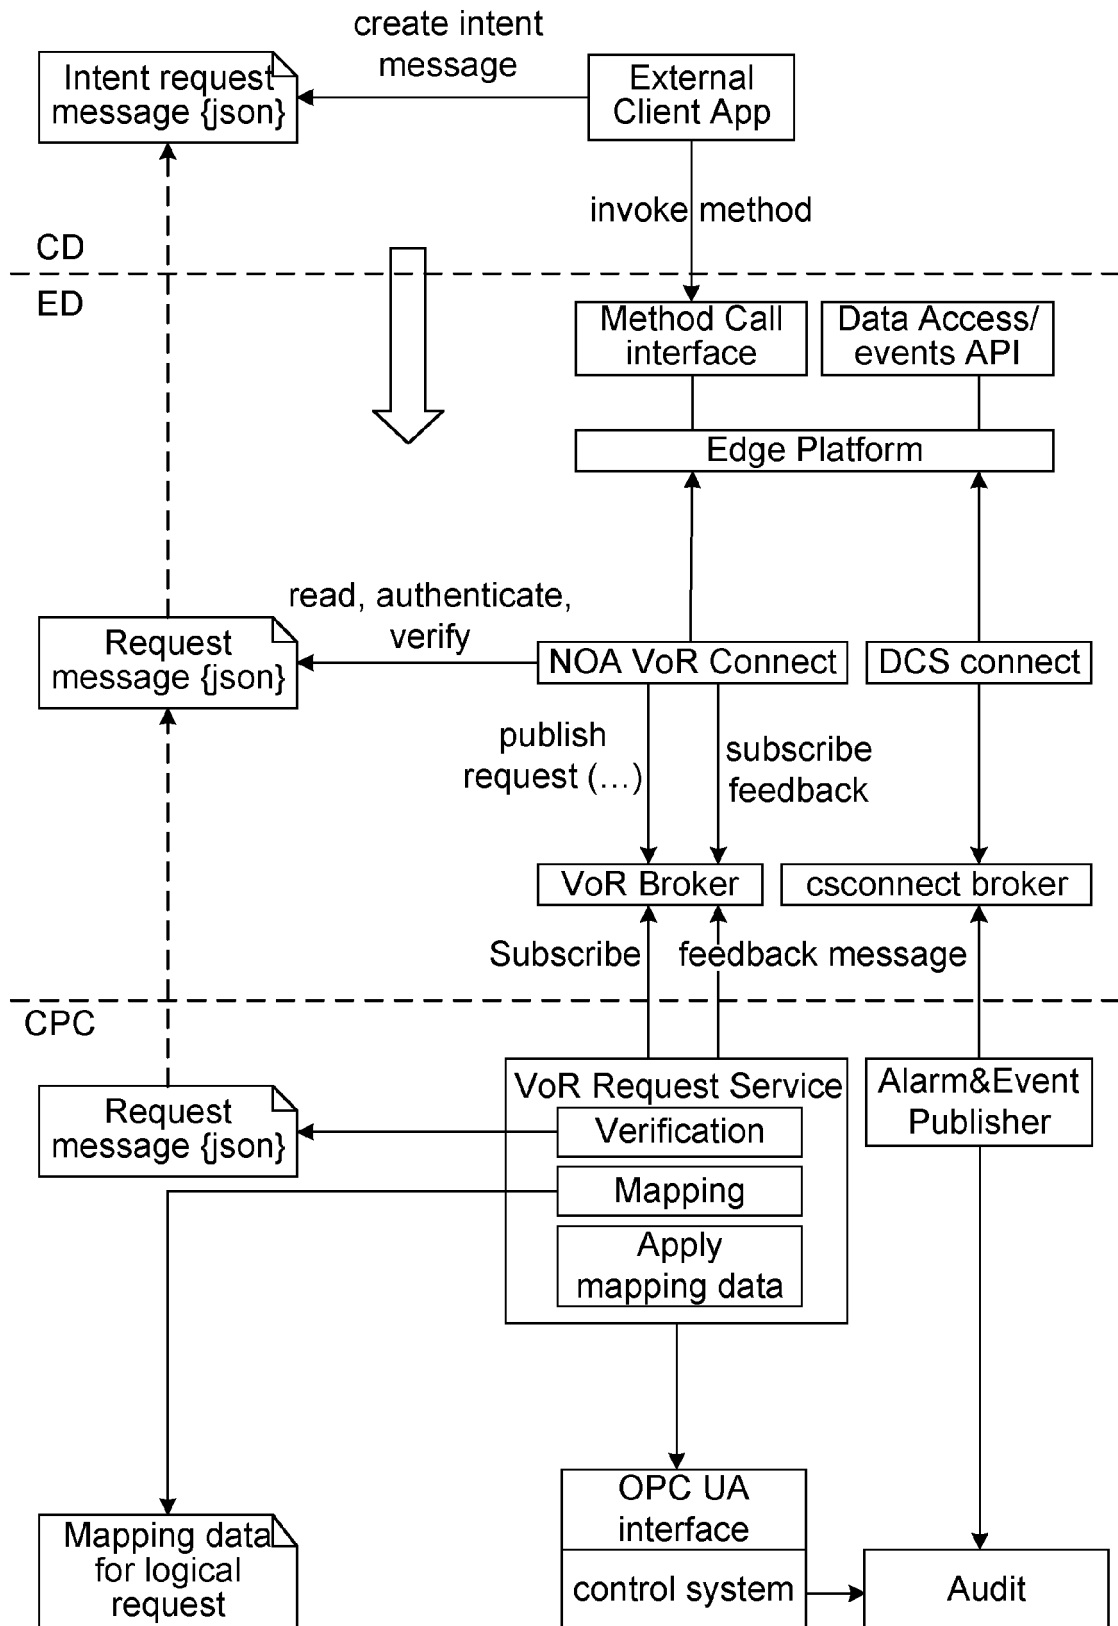 create intent
message
Intent request
message {json}
External
Client App
invoke method
CD
ED
Method Call
interface
Data Access/
events API
Edge Platform
read, authenticate,
verify
Request
message {json}
NOA VoR Connect
DCS connect
publish
request (...)
subscribe
feedback
VoR Broker
csconnect broker
Subscribe
feedback message
CPC
VoR Request Service
Verification
Mapping
Apply
mapping data
Request
message {json}
Alarm&Event
Publisher
OPC UA
interface
control system
Audit
Mapping data
for logical
request